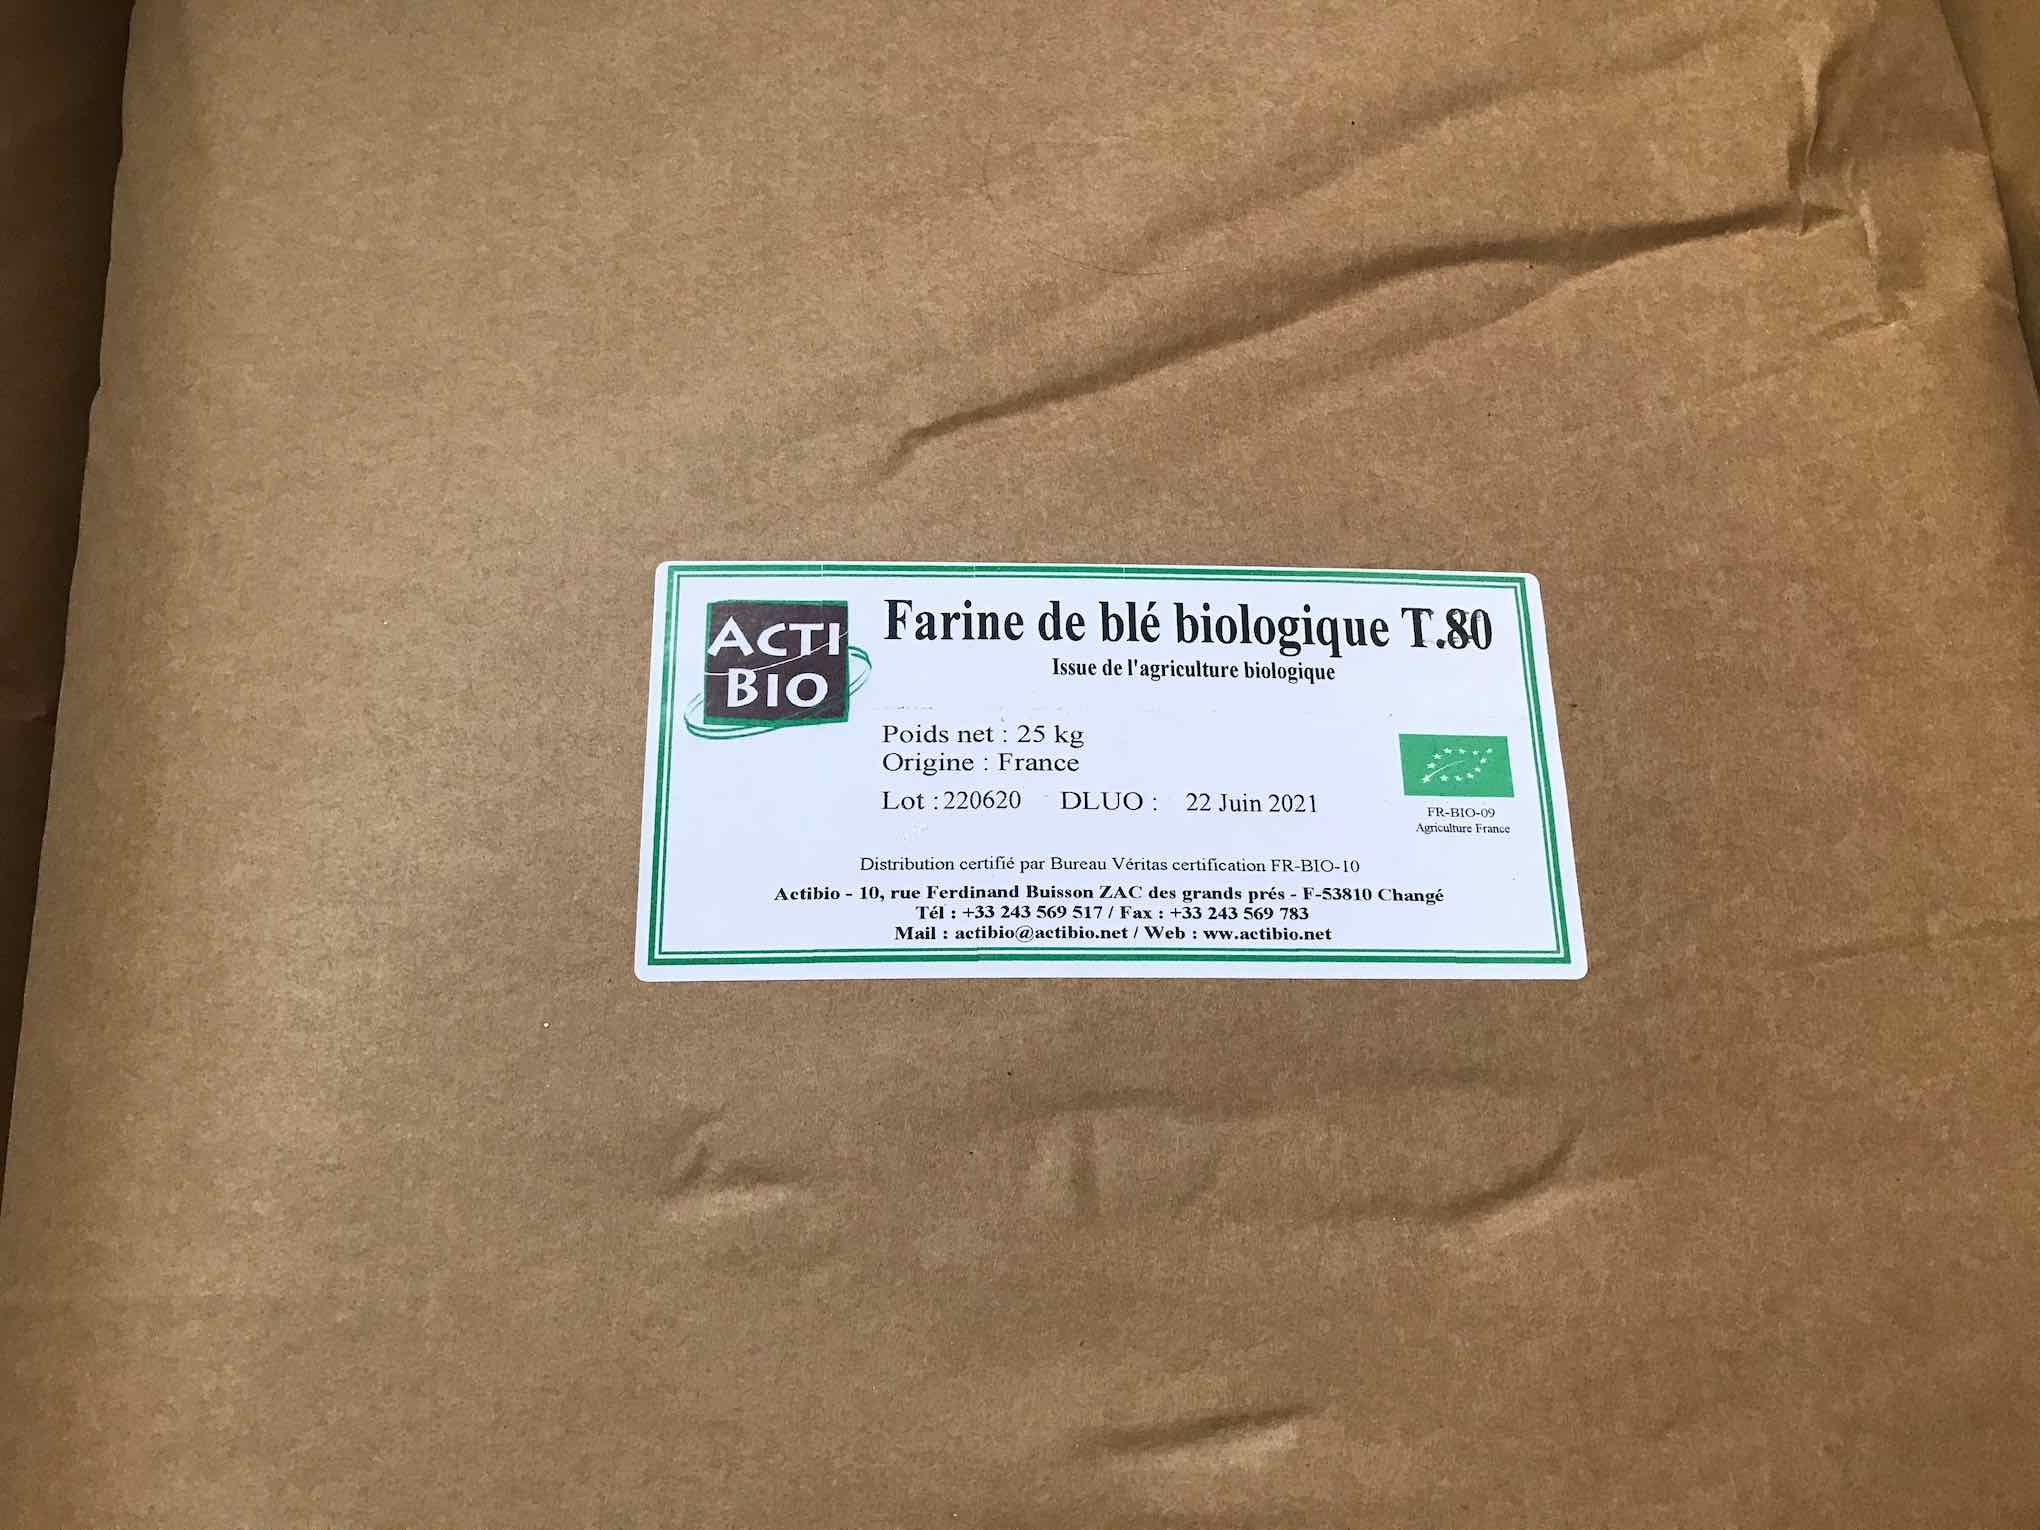 ACTI
BIO
Farine de blé biologique T.80
Issue de l'agriculture biologique
Poids net : 25 kg
Origine : France
Lot : 220620 DLUO : 22 Juin 2021
FR-BIO-09
Agriculture France
Distribution certifié par Bureau Véritas certification FR-BIO-10
Actibio - 10, rue Ferdinand Buisson ZAC des grands prés - F-53810 Changé
Tél : +33 243 569 517 / Fax : +33 243 569 783
Mail : actibio@actibio.net / Web : ww.actibio.net